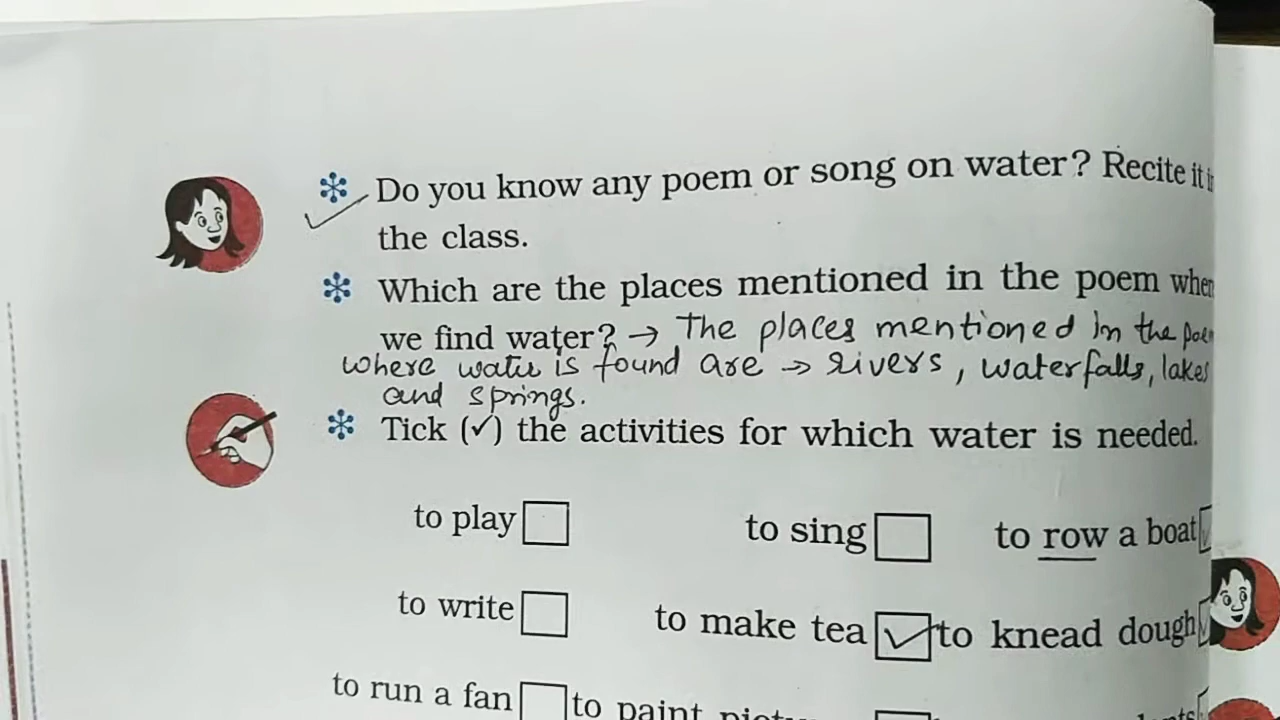 Do you know any poem or song on water? Recite it
the class.
Which are the places mentioned in the poem
we find water? → The places mentioned in the
where water is found are → rivers, waterfalls, lakes
and springs.
Tick (✓) the activities for which water is needed.
to play to sing to row a boat
to write to make tea ✓ to knead dough
to run a fan to paint